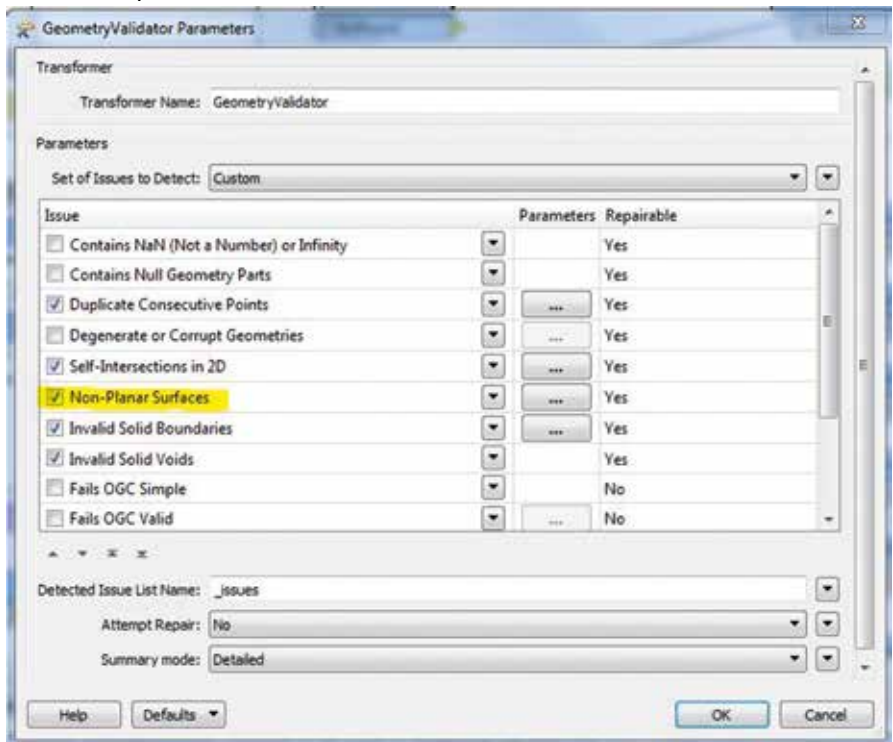 GeometryValidator Parameters
Transformer
Transformer Name: GeometryValidator
Parameters
Set of Issues to Detect: Custom
Issue Parameters Repairable
Contains NaN (Not a Number) or Infinity Yes
Contains Null Geometry Parts Yes
Duplicate Consecutive Points ... Yes
Degenerate or Corrupt Geometries ... Yes
Self-Intersections in 2D ... Yes
Non-Planar Surfaces ... Yes
Invalid Solid Boundaries ... Yes
Invalid Solid Voids Yes
Fails OGC Simple No
Fails OGC Valid ... No
Detected Issue List Name: _issues
Attempt Repair: No
Summary mode: Detailed
Help Defaults OK Cancel